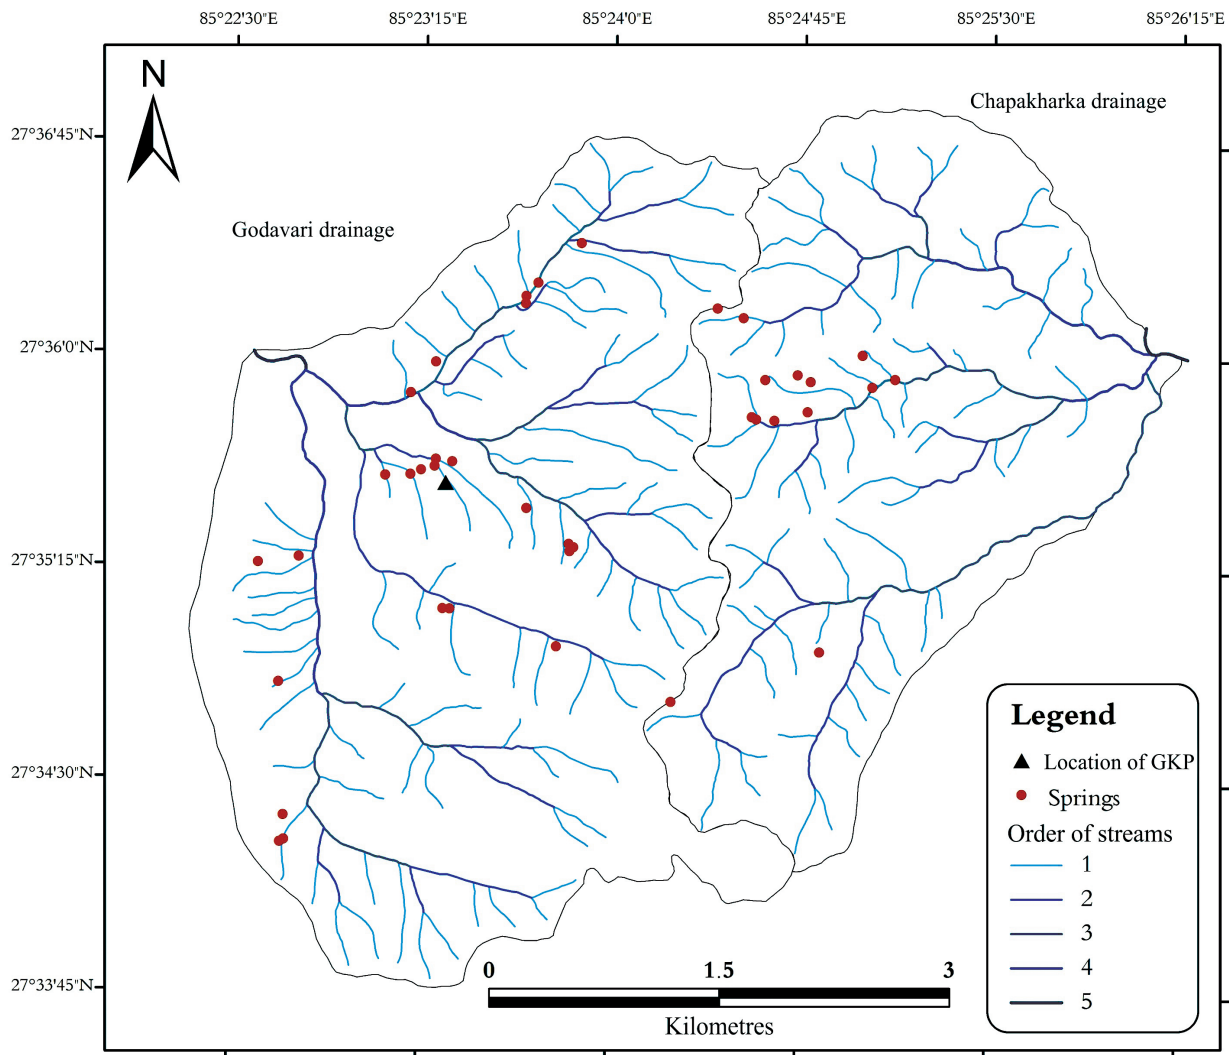 85°22'30"E 85°23'15"E 85°24'0"E 85°24'45"E 85°25'30"E 85°26'15"E
N
Chapakharka drainage
27°36'45"N
Godavari drainage
27°36'0"N
27°35'15"N
27°34'30"N
27°33'45"N
Legend
Location of GKP
Springs
Order of streams
1
2
3
4
5
0 1.5 3
Kilometres